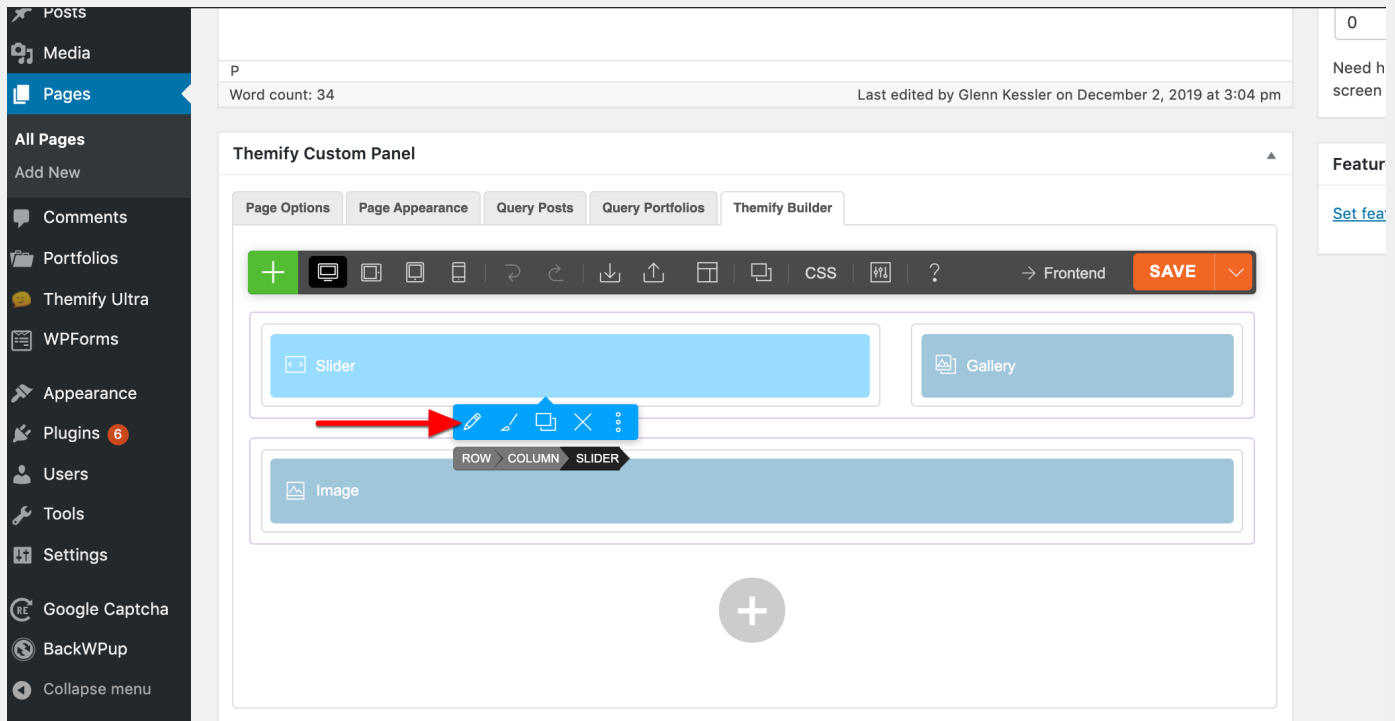 Posts
Media
Pages
All Pages
Add New
Comments
Portfolios
Themify Ultra
WPForms
Appearance
Plugins 6
Users
Tools
Settings
RE Google Captcha
BackWPup
Collapse menu
P
Word count: 34 Last edited by Glenn Kessler on December 2, 2019 at 3:04 pm
Themify Custom Panel
Page Options Page Appearance Query Posts Query Portfolios Themify Builder
CSS ? → Frontend SAVE
Slider Gallery
ROW COLUMN SLIDER
Image
0
Need h
screen
Featur
Set fea